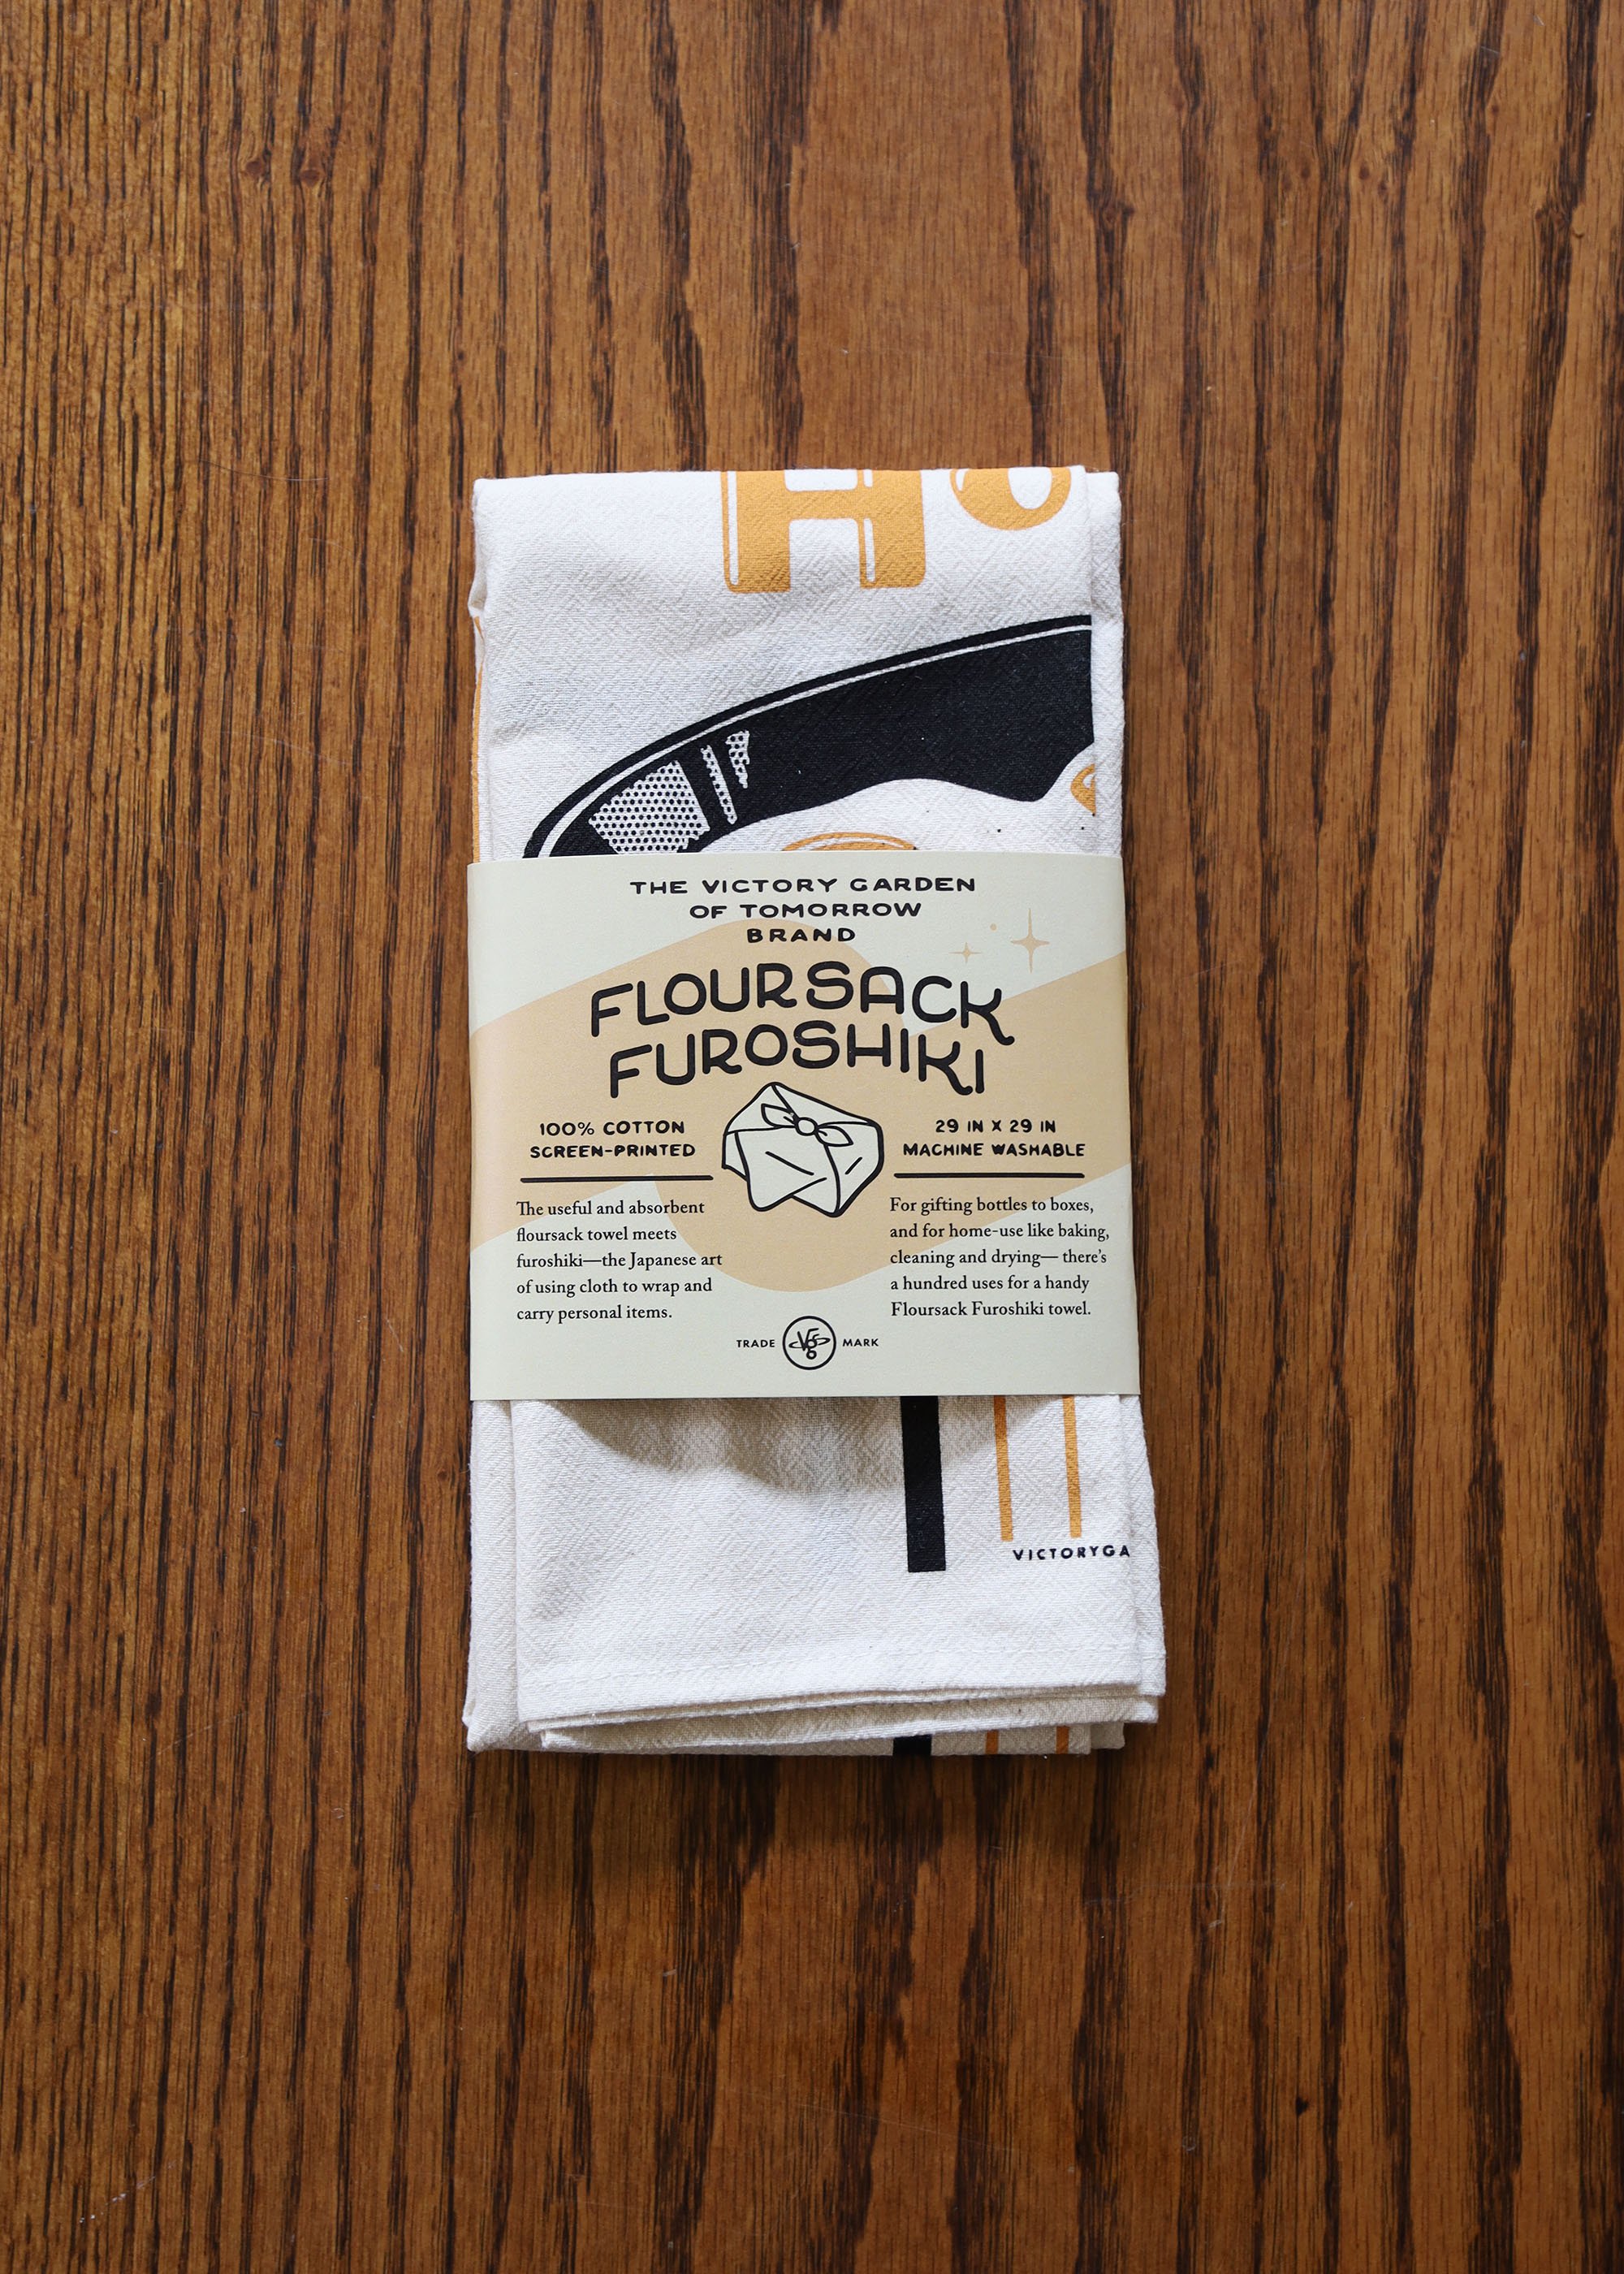 Ho
THE VICTORY GARDEN
OF TOMORROW
BRAND
FLOURSACK
FUROSHIKI
100% COTTON
SCREEN-PRINTED
The useful and absorbent
floursack towel meets
furoshiki—the Japanese art
of using cloth to wrap and
carry personal items.
29 IN X 29 IN
MACHINE WASHABLE
For gifting bottles to boxes,
and for home-use like baking,
cleaning and drying— there's
a hundred uses for a handy
Floursack Furoshiki towel.
TRADE VGoT MARK
VICTORYGA